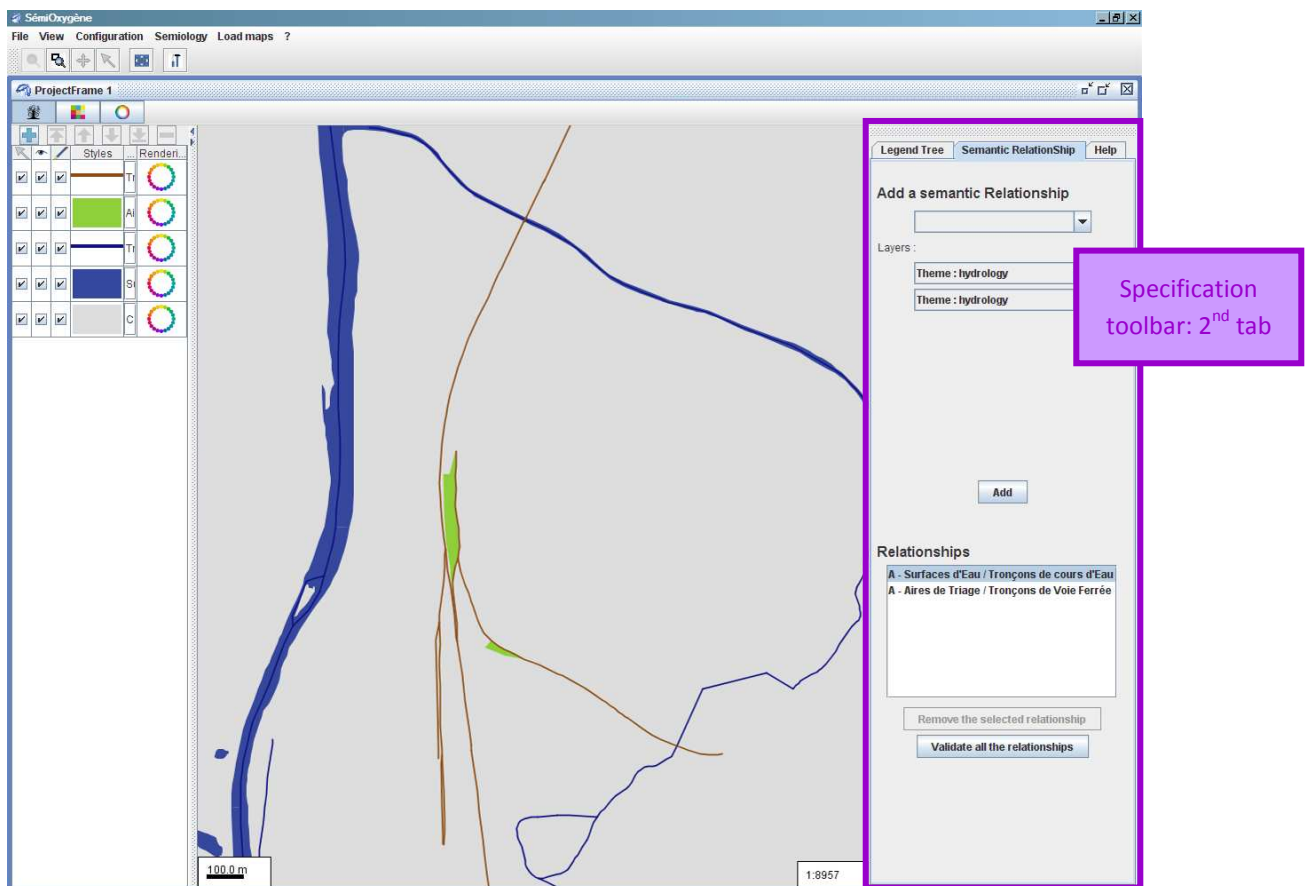 SémiOxygène
File View Configuration Semiology Load maps ?
ProjectFrame 1
Styles ... Renderi...
Tr
Ai
Tr
C
100.0 m
1:8957
Legend Tree Semantic RelationShip Help
Add a semantic Relationship
Layers :
Theme : hydrology
Theme : hydrology
Add
Relationships
A - Surfaces d'Eau / Tronçons de cours d'Eau
A - Aires de Triage / Tronçons de Voie Ferrée
Remove the selected relationship
Validate all the relationships
Specification
toolbar: 2nd tab